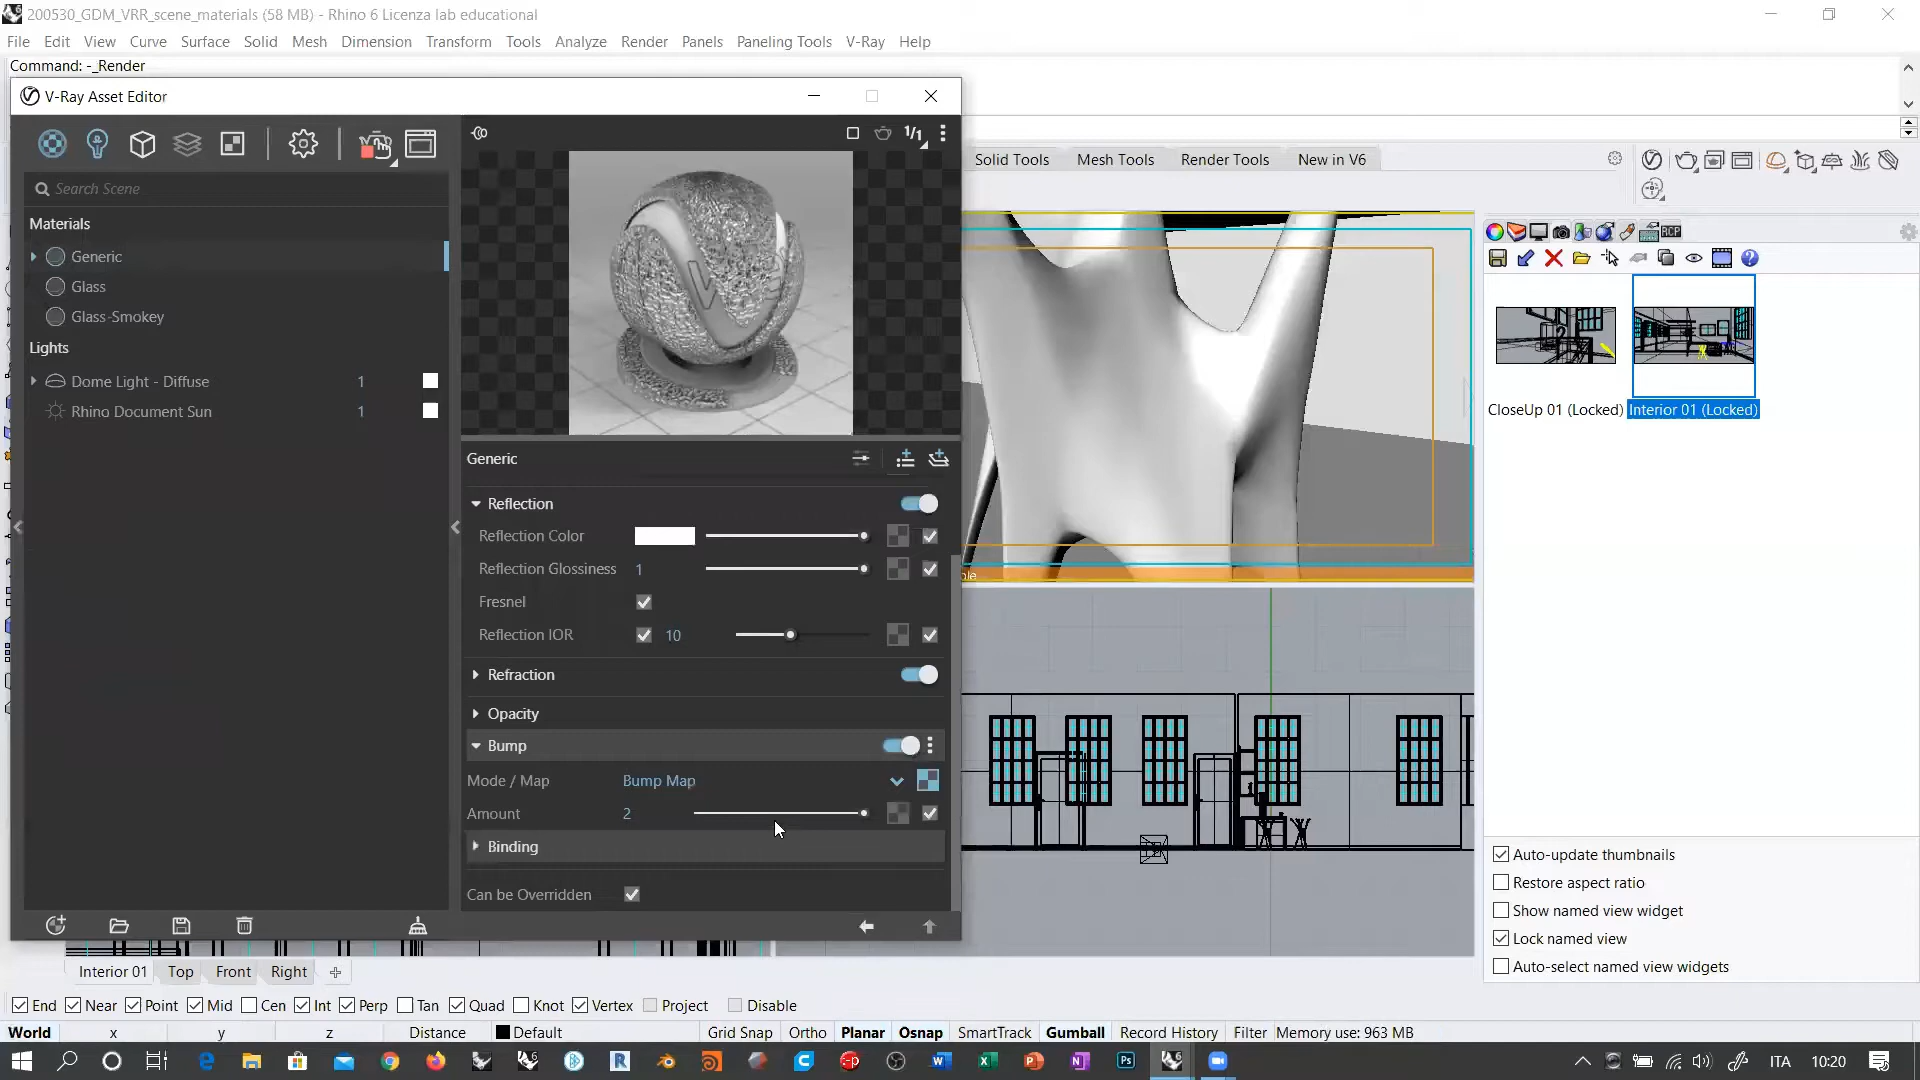 200530_GDM_VRR_scene_materials (58 MB) - Rhino 6 Licenza lab educational
File Edit View Curve Surface Solid Mesh Dimension Transform Tools Analyze Render Panels Paneling Tools V-Ray Help
Command: -_Render
V-Ray Asset Editor
1/1
Solid Tools Mesh Tools Render Tools New in V6
Search Scene
Materials
Generic
Glass
Glass-Smokey
Lights
Dome Light - Diffuse 1
Rhino Document Sun 1
Generic
Reflection
Reflection Color
Reflection Glossiness 1
Fresnel
Reflection IOR 10
Refraction
Opacity
Bump
Mode / Map Bump Map
Amount 2
Binding
Can be Overridden
RCP
CloseUp 01 (Locked) Interior 01 (Locked)
Auto-update thumbnails
Restore aspect ratio
Show named view widget
Lock named view
Auto-select named view widgets
Interior 01 Top Front Right
End Near Point Mid Cen Int Perp Tan Quad Knot Vertex Project Disable
World x y z Distance Default Grid Snap Ortho Planar Osnap SmartTrack Gumball Record History Filter Memory use: 963 MB
ITA 10:20